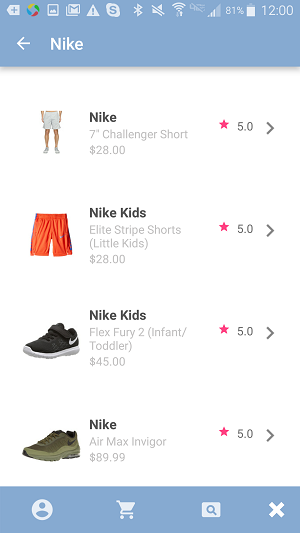 81% 12:00
Nike
Nike
7" Challenger Short
$28.00
5.0
Nike Kids
Elite Stripe Shorts
(Little Kids)
$28.00
5.0
Nike Kids
Flex Fury 2 (Infant/
Toddler)
$45.00
5.0
Nike
Air Max Invigor
$89.99
5.0